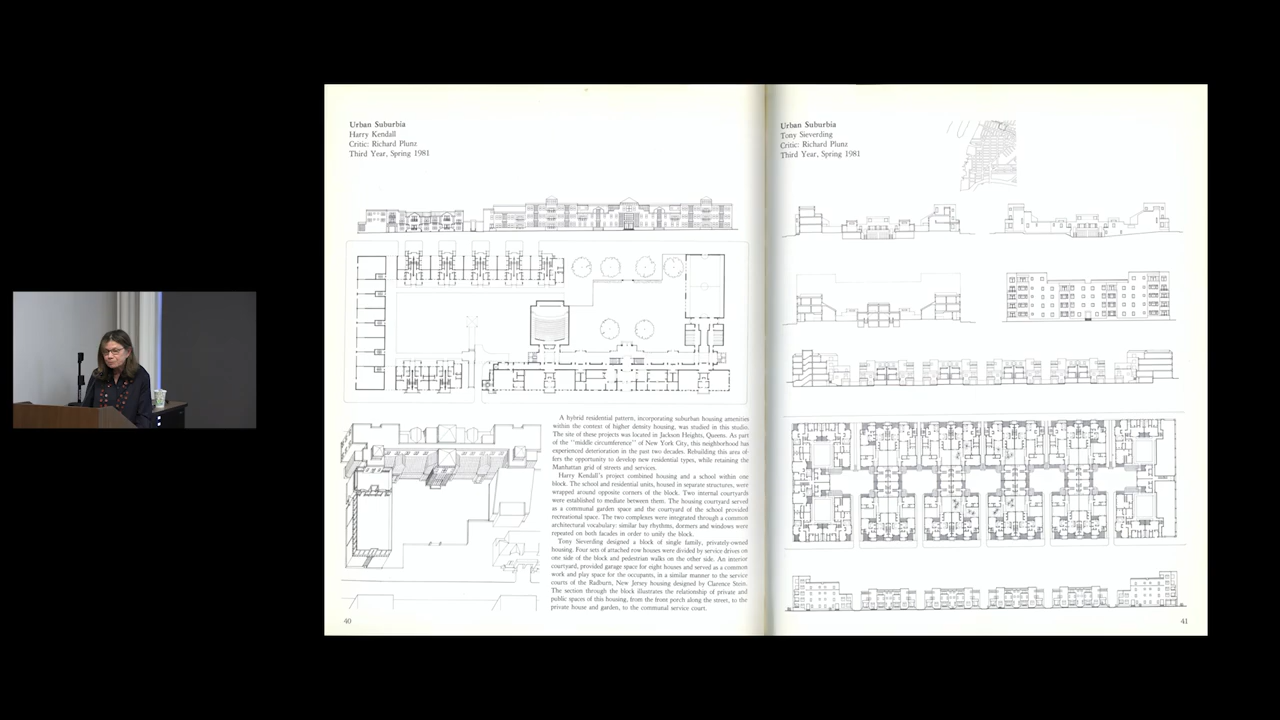 Urban Suburbia
Harry Kendall
Critic: Richard Plunz
Third Year, Spring 1981
A hybrid residential pattern, incorporating suburban housing amenities
within the context of higher density housing, was studied in this studio.
The site of these projects was located in Jackson Heights, Queens. As part
of the "middle circumference" of New York City, this neighborhood has
experienced deterioration in the past two decades. Rebuilding this area of-
fers the opportunity to develop new residential types, while retaining the
Manhattan grid of streets and services.
Harry Kendall's project combined housing and a school within one
block. The school and residential units, housed in separate structures, were
wrapped around opposite corners of the block. Two internal courtyards
were established to mediate between them. The housing courtyard served
as a communal garden space and the courtyard of the school provided
recreational space. The two complexes were integrated through a common
architectural vocabulary: similar bay rhythms, dormers and windows were
repeated on both facades in order to unify the block.
Tony Sieverding designed a block of single family, privately-owned
housing. Four sets of attached row houses were divided by service drives on
one side of the block and pedestrian walks on the other side. An interior
courtyard, provided garage space for eight houses and served as a common
work and play space for the occupants, in a similar manner to the service
courts of the Radburn, New Jersey housing designed by Clarence Stein.
The section through the block illustrates the relationship of private and
public spaces of this housing, from the front porch along the street, to the
private house and garden, to the communal service court.
40
Urban Suburbia
Tony Sieverding
Critic: Richard Plunz
Third Year, Spring 1981
41